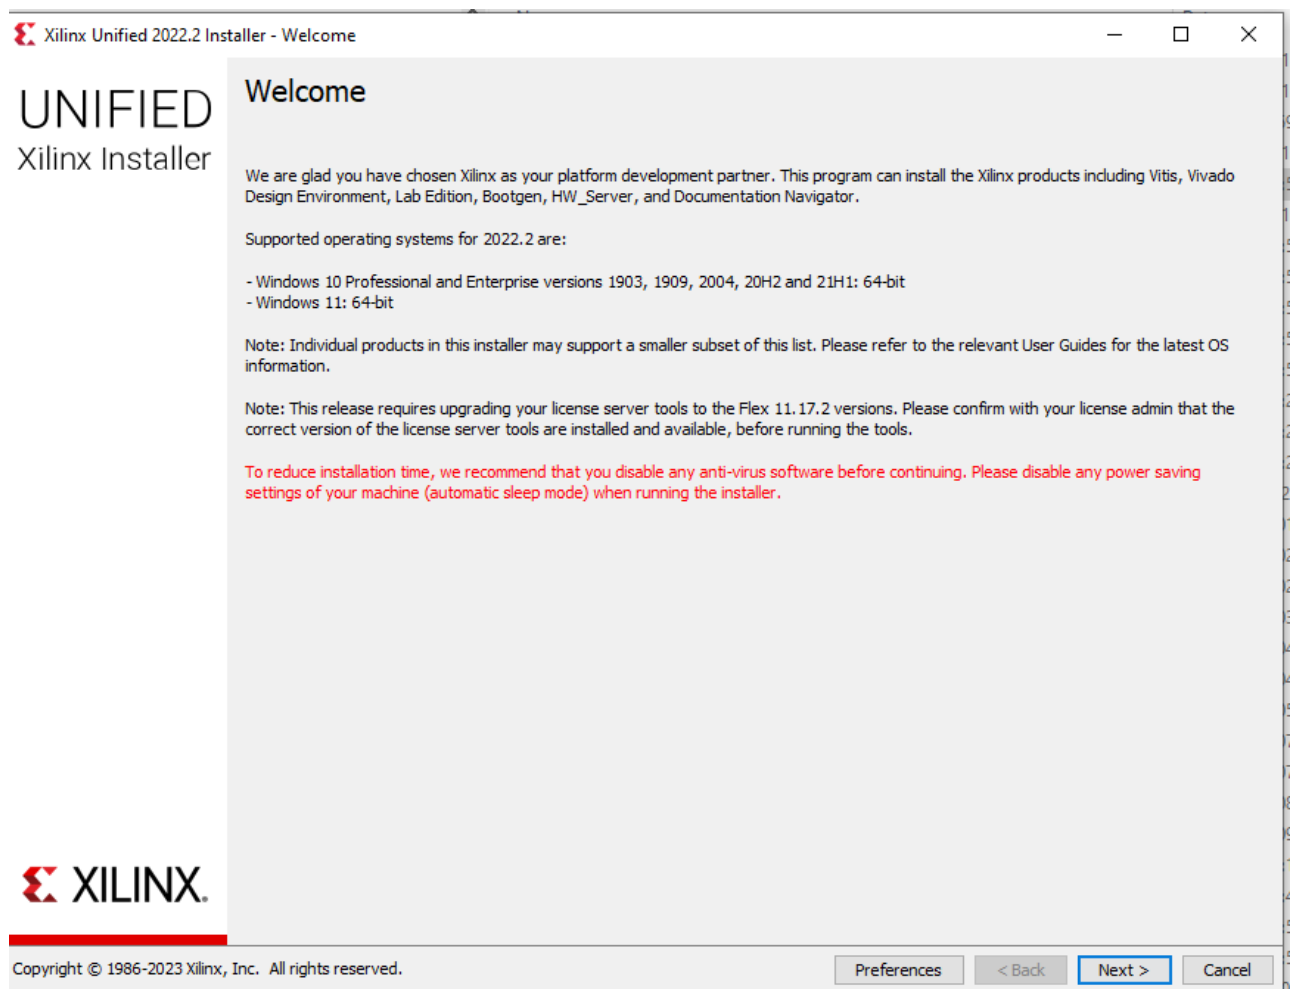 Xilinx Unified 2022.2 Installer - Welcome
UNIFIED
Xilinx Installer
Welcome
We are glad you have chosen Xilinx as your platform development partner. This program can install the Xilinx products including Vitis, Vivado
Design Environment, Lab Edition, Bootgen, HW_Server, and Documentation Navigator.
Supported operating systems for 2022.2 are:
- Windows 10 Professional and Enterprise versions 1903, 1909, 2004, 20H2 and 21H1: 64-bit
- Windows 11: 64-bit
Note: Individual products in this installer may support a smaller subset of this list. Please refer to the relevant User Guides for the latest OS
information.
Note: This release requires upgrading your license server tools to the Flex 11.17.2 versions. Please confirm with your license admin that the
correct version of the license server tools are installed and available, before running the tools.
To reduce installation time, we recommend that you disable any anti-virus software before continuing. Please disable any power saving
settings of your machine (automatic sleep mode) when running the installer.
XILINX.
Copyright © 1986-2023 Xilinx, Inc. All rights reserved.
Preferences
< Back
Next >
Cancel